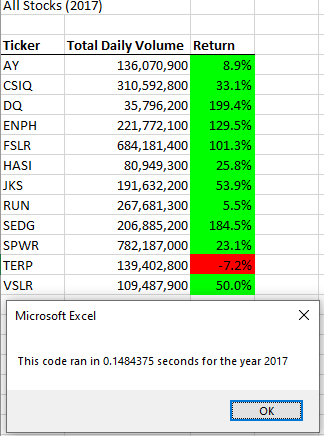 All Stocks (2017)
Ticker Total Daily Volume Return
AY 136,070,900 8.9%
CSIQ 310,592,800 33.1%
DQ 35,796,200 199.4%
ENPH 221,772,100 129.5%
FSLR 684,181,400 101.3%
HASI 80,949,300 25.8%
JKS 191,632,200 53.9%
RUN 267,681,300 5.5%
SEDG 206,885,200 184.5%
SPWR 782,187,000 23.1%
TERP 139,402,800 -7.2%
VSLR 109,487,900 50.0%
Microsoft Excel
This code ran in 0.1484375 seconds for the year 2017
OK